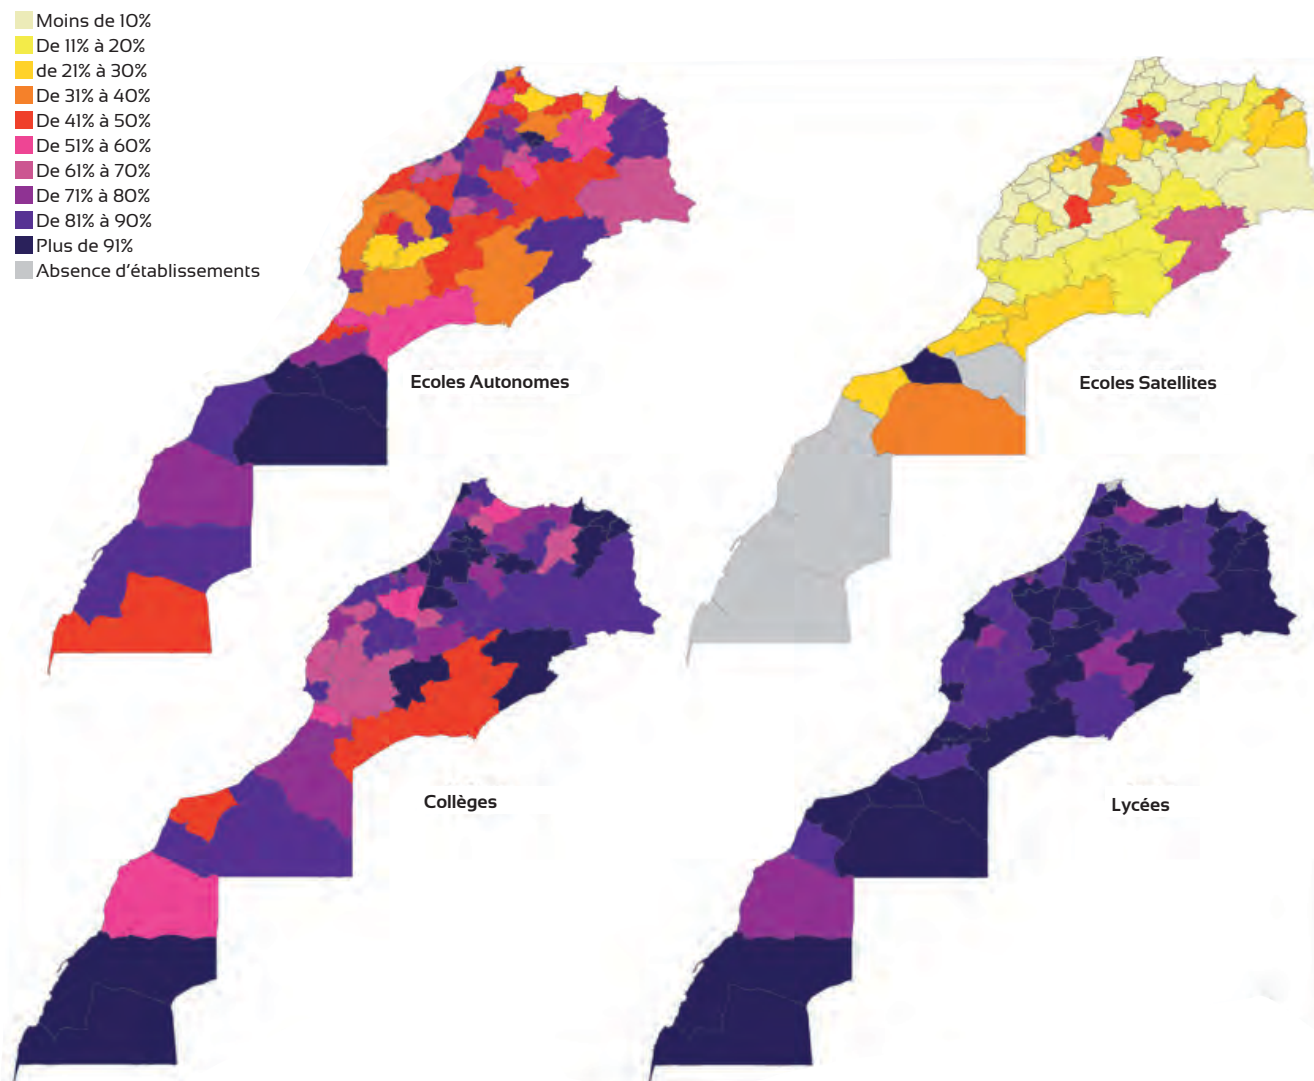 Moins de 10%
De 11% à 20%
de 21% à 30%
De 31% à 40%
De 41% à 50%
De 51% à 60%
De 61% à 70%
De 71% à 80%
De 81% à 90%
Plus de 91%
Absence d'établissements
Ecoles Autonomes
Ecoles Satellites
Collèges
Lycées